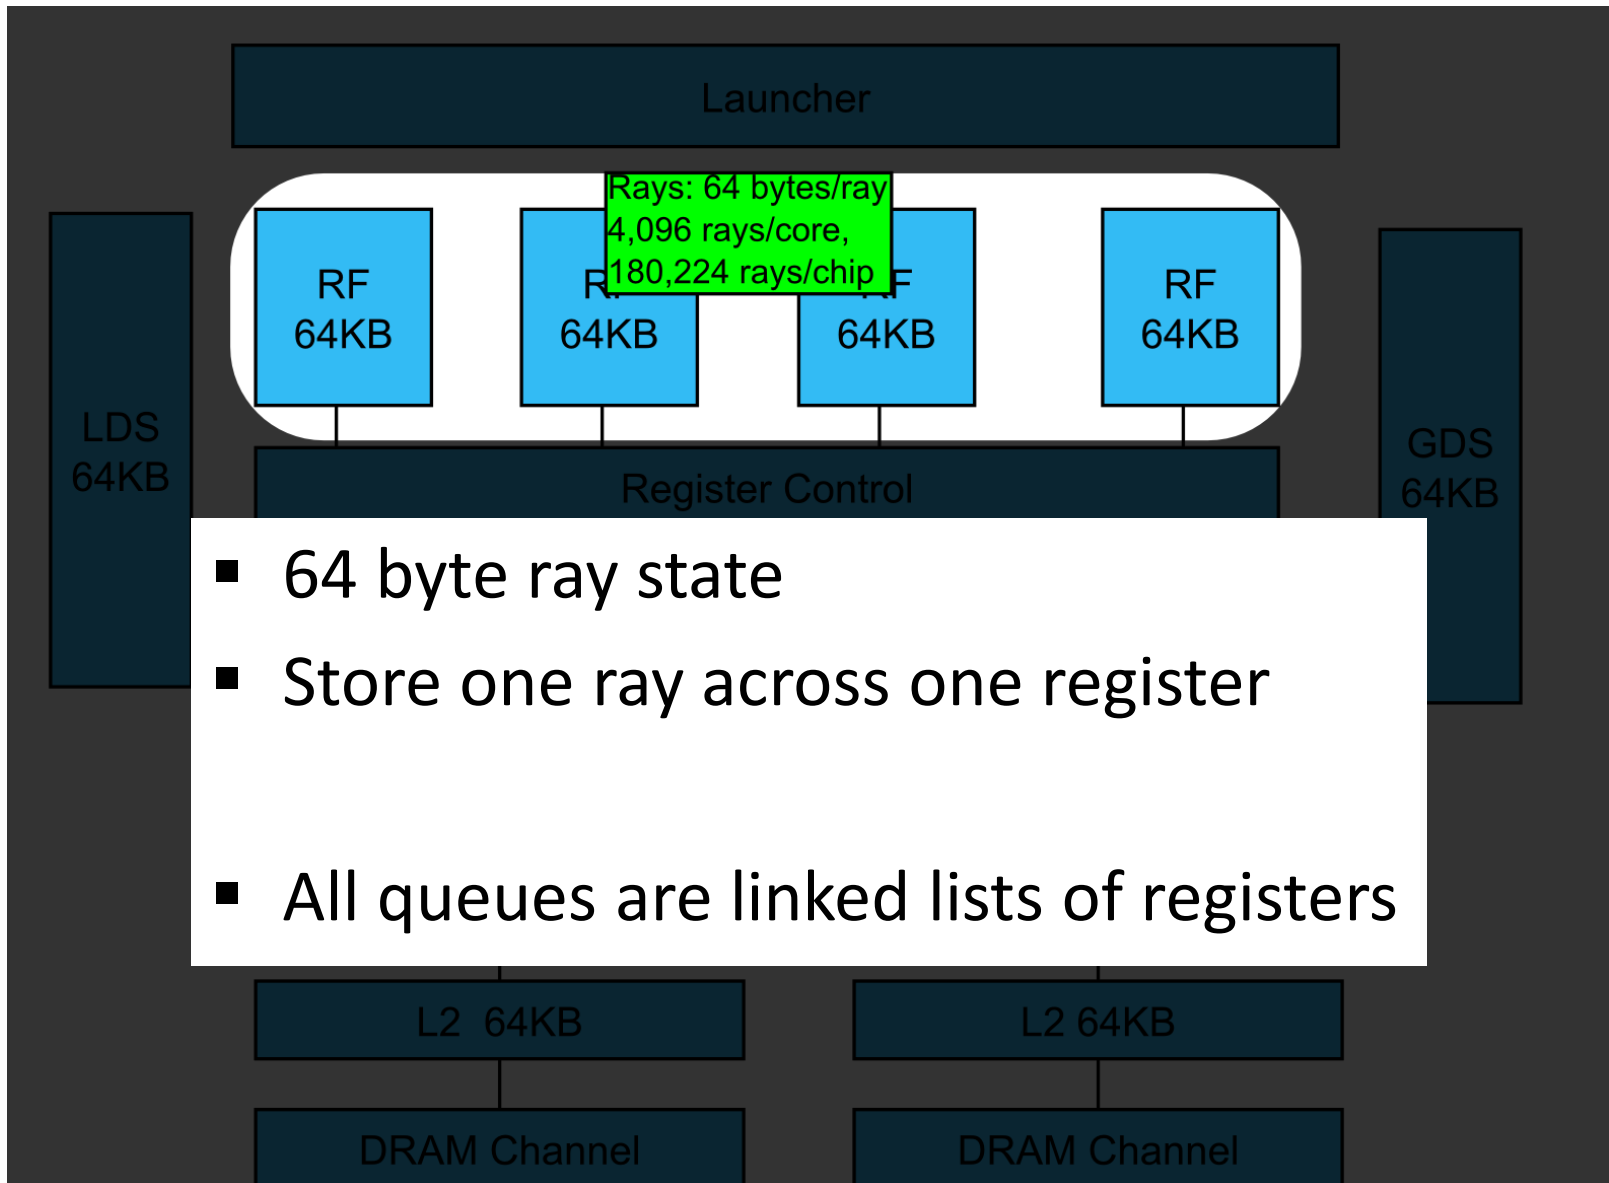 Launcher
Rays: 64 bytes/ray
4,096 rays/core,
180,224 rays/chip
RF
64KB
64KB
64KB
RF
64KB
LDS
64KB
GDS
64KB
Register Control
▪ 64 byte ray state
▪ Store one ray across one register
▪ All queues are linked lists of registers
L2 64KB
L2 64KB
DRAM Channel
DRAM Channel